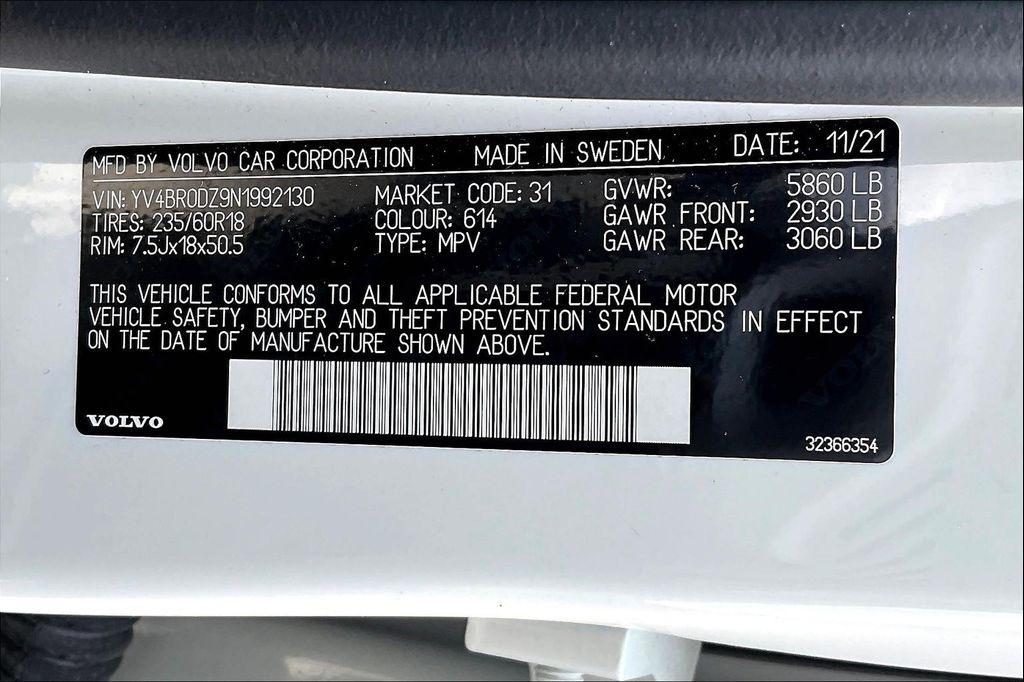 MFD BY VOLVO CAR CORPORATION MADE IN SWEDEN DATE: 11/21
VIN: YV4BR0DZ9N1992130 MARKET CODE: 31 GVWR: 5860 LB
TIRES: 235/60R18 COLOUR: 614 GAWR FRONT: 2930 LB
RIM: 7.5Jx18x50.5 TYPE: MPV GAWR REAR: 3060 LB
THIS VEHICLE CONFORMS TO ALL APPLICABLE FEDERAL MOTOR
VEHICLE SAFETY, BUMPER AND THEFT PREVENTION STANDARDS IN EFFECT
ON THE DATE OF MANUFACTURE SHOWN ABOVE.
VOLVO
32366354